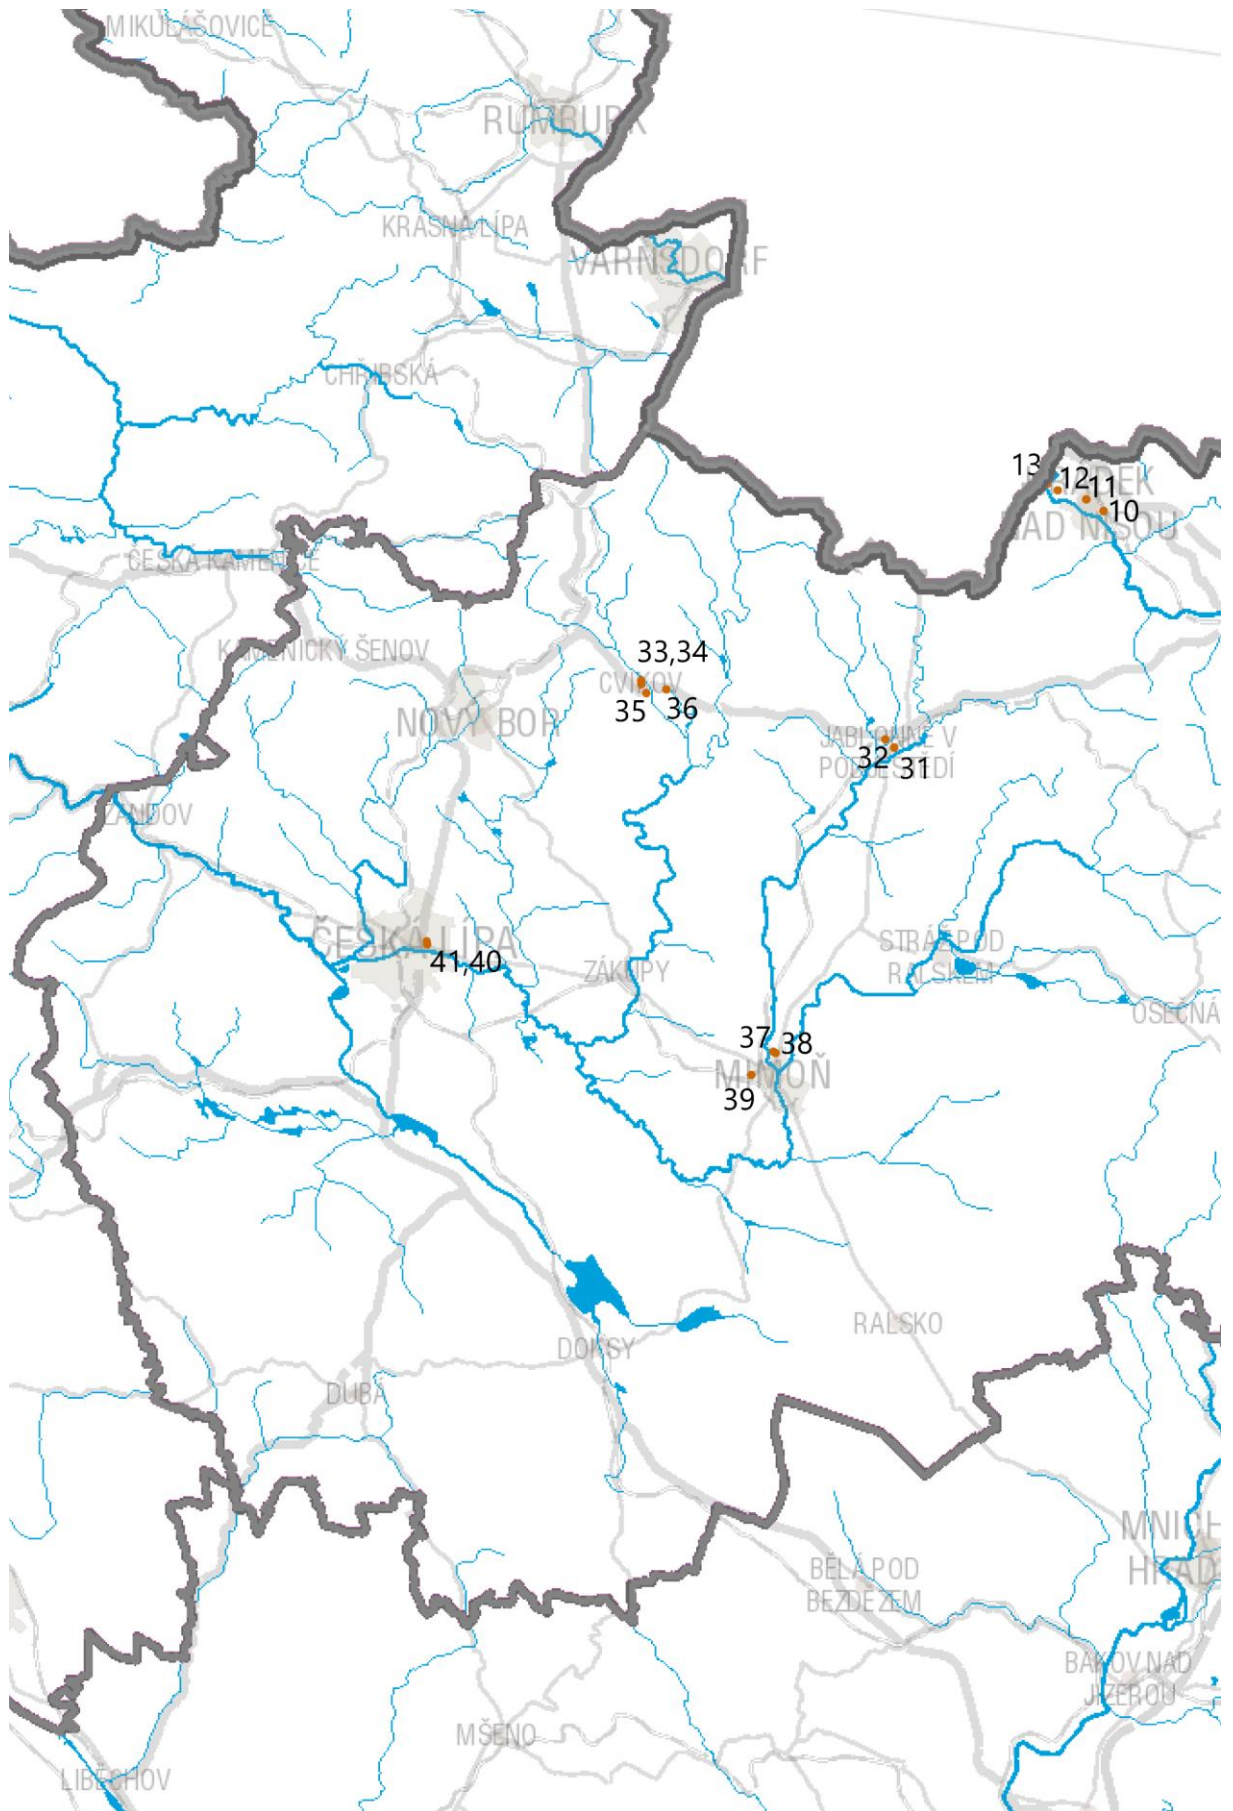 MIKULÁŠOVICE
RUMBURK
KRÁSNÁ LÍPA
VARNSDORF
CHŘIBSKÁ
13
12
11
10
NAD NISOU
ČESKÁ KAMENICE
KAMENICKÝ ŠENOV
33,34
CVIKOV
35
36
NOVÝ BOR
JABLONNÉ V
PODJEŠTĚDÍ
32
31
ŽANDOV
ČESKÁ LÍPA
41,40
ZÁKUPY
STRÁŽ POD
RALSKEM
OSEČNÁ
37
38
MIMOŇ
39
RALSKO
DOKSY
DUBÁ
MNICH
HRAD
BĚLÁ POD
BEZDĚZEM
BAKOV NAD
JIZEROU
MŠENO
LIBĚCHOV